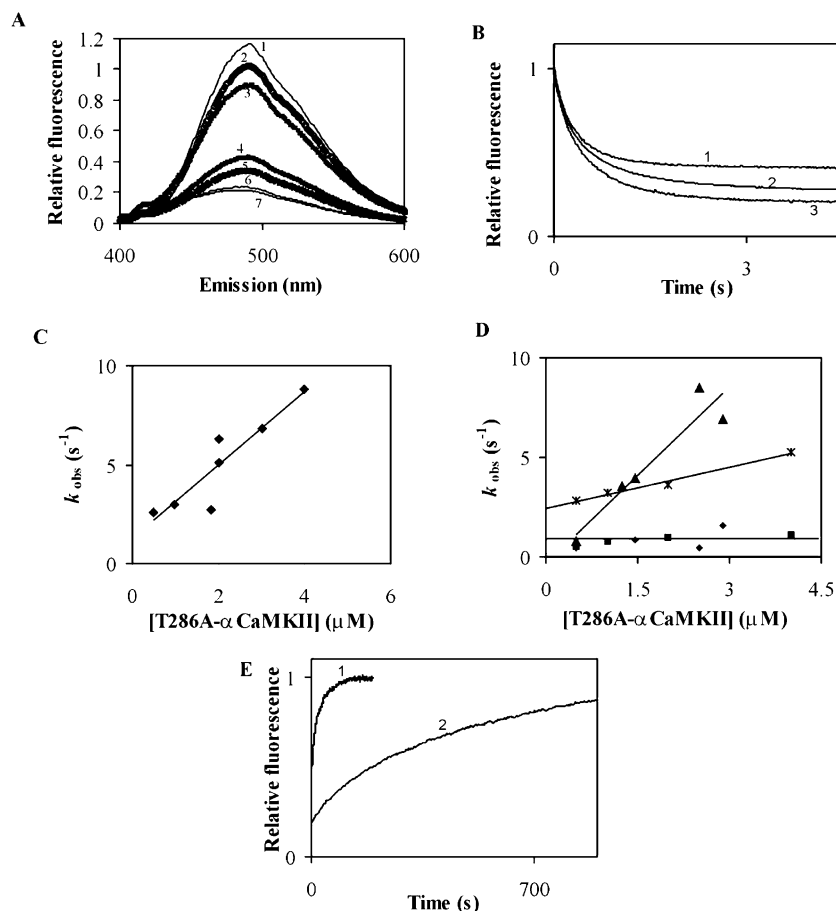 A
Relative fluorescence
1.2
1
0.8
0.6
0.4
0.2
0
400
500
600
Emission (nm)
1
2
3
4
5
6
7
B
Relative fluorescence
1
0
0
3
Time (s)
1
2
3
C
k obs (s-1)
10
5
0
0
2
4
6
[T286A-α CaMKII] (μM)
D
k obs (s-1)
10
5
0
0
1.5
3
4.5
[T286A-α CaMKII] (μM)
E
Relative fluorescence
1
0
0
700
Time (s)
1
2